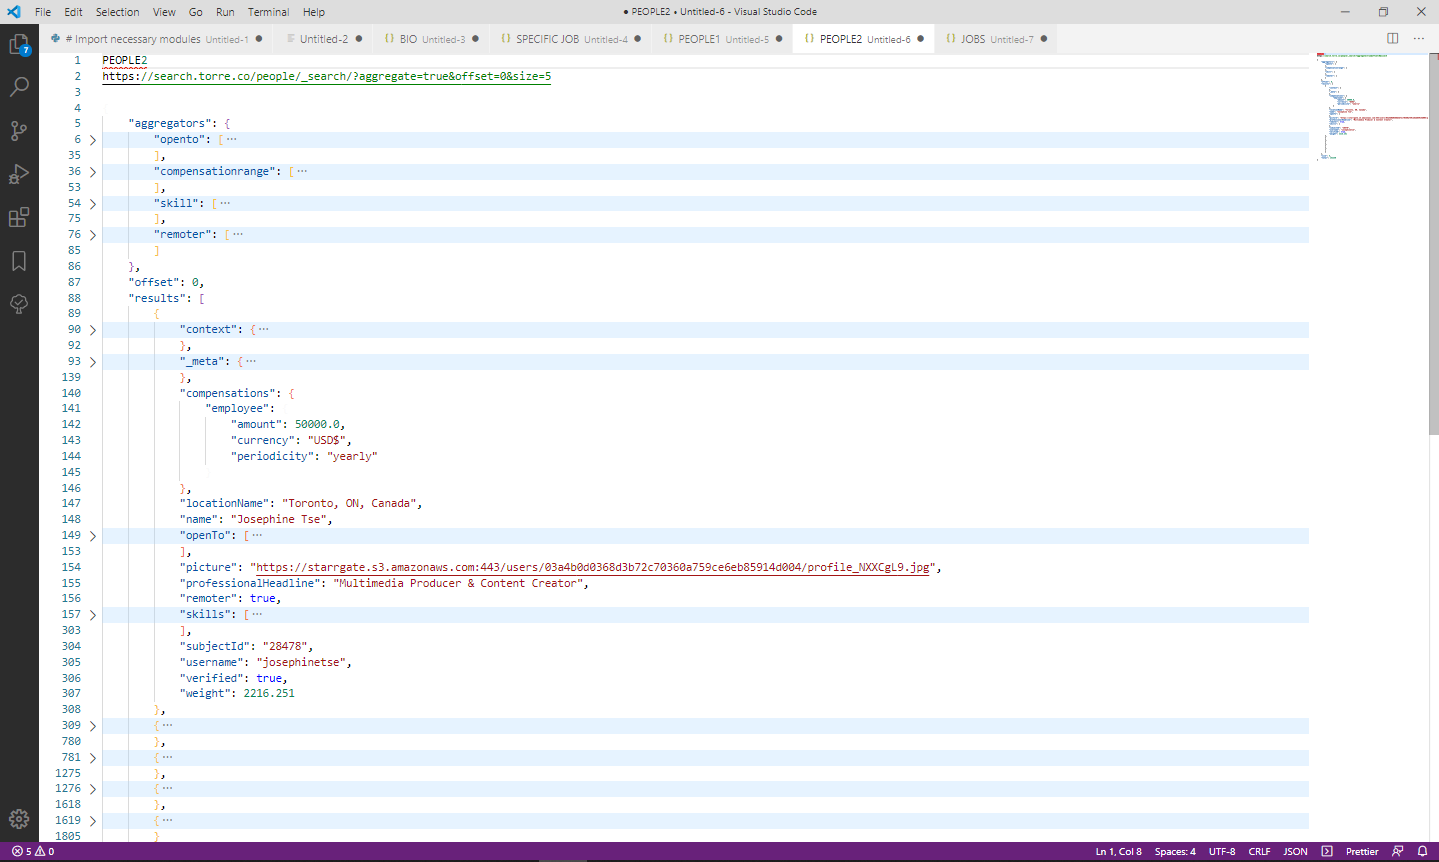 File Edit Selection View Go Run Terminal Help ● PEOPLE2 • Untitled-6 - Visual Studio Code
# Import necessary modules Untitled-1 ● Untitled-2 ● {} BIO Untitled-3 ● {} SPECIFIC JOB Untitled-4 ● {} PEOPLE1 Untitled-5 ● {} PEOPLE2 Untitled-6 ● {} JOBS Untitled-7 ●
7
1 PEOPLE2
2 https://search.torre.co/people/_search/?aggregate=true&offset=0&size=5
3
4
5 "aggregators": {
6 "opento": [ ···
35 ],
36 "compensationrange": [ ···
53 ],
54 "skill": [ ···
75 ],
76 "remoter": [ ···
85 ]
86 },
87 "offset": 0,
88 "results": [
89 {
90 "context": { ···
92 },
93 "_meta": { ···
139 },
140 "compensations": {
141 "employee":
142 "amount": 50000.0,
143 "currency": "USD$",
144 "periodicity": "yearly"
145
146 },
147 "locationName": "Toronto, ON, Canada",
148 "name": "Josephine Tse",
149 "openTo": [ ···
153 ],
154 "picture": "https://starrgate.s3.amazonaws.com:443/users/03a4b0d0368d3b72c70360a759ce6eb85914d004/profile_NXXCgL9.jpg",
155 "professionalHeadline": "Multimedia Producer & Content Creator",
156 "remoter": true,
157 "skills": [ ···
303 ],
304 "subjectId": "28478",
305 "username": "josephinetse",
306 "verified": true,
307 "weight": 2216.251
308 },
309 { ···
780 },
781 { ···
1275 },
1276 { ···
1618 },
1619 { ···
1805 }
5 0 Ln 1, Col 8 Spaces: 4 UTF-8 CRLF JSON Prettier